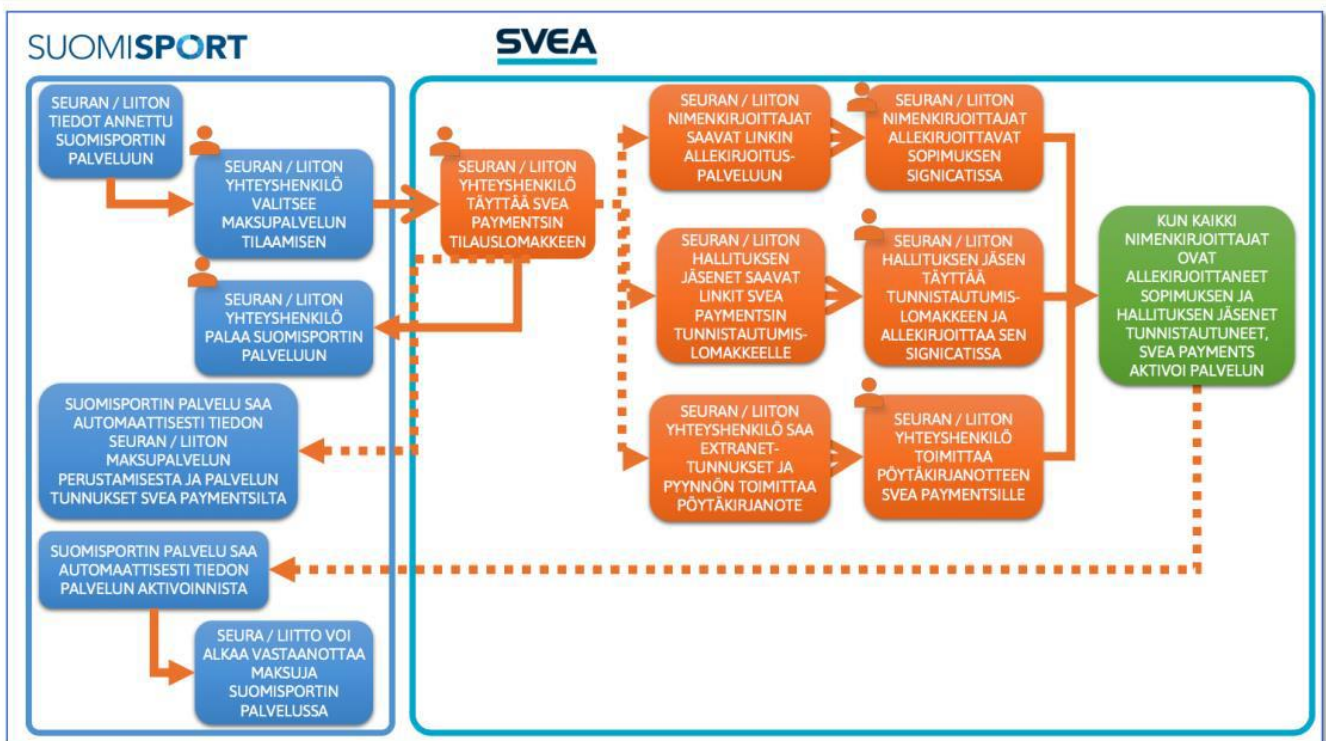 SUOMISPORT
SVEA
SEURAN / LIITON
TIEDOT ANNETTU
SUOMISPORTIN
PALVELUUN
SEURAN / LIITON
YHTEYSHENKILÖ
VALITSEE
MAKSUPALVELUN
TILAAMISEN
SEURAN / LIITON
YHTEYSHENKILÖ
PALAA SUOMISPORTIN
PALVELUUN
SUOMISPORTIN PALVELU SAA
AUTOMAATTISESTI TIEDON
SEURAN / LIITON
MAKSUPALVELUN
PERUSTAMISESTA JA PALVELUN
TUNNUKSET SVEA PAYMENTSILTA
SUOMISPORTIN PALVELU SAA
AUTOMAATTISESTI TIEDON
PALVELUN AKTIVOINNISTA
SEURA / LIITTO VOI
ALKAA VASTAANOTTAA
MAKSUJA
SUOMISPORTIN
PALVELUSSA
SEURAN / LIITON
YHTEYSHENKILÖ
TÄYTTÄÄ SVEA
PAYMENTSIN
TILAUSLOMAKKEEN
SEURAN / LIITON
NIMENKIRJOITTAJAT
SAAVAT LINKIN
ALLEKIRJOITUS-
PALVELUUN
SEURAN / LIITON
NIMENKIRJOITTAJAT
ALLEKIRJOITTAVAT
SOPIMUKSEN
SIGNICATISSA
SEURAN / LIITON
HALLITUKSEN
JÄSENET SAAVAT
LINKIT SVEA
PAYMENTSIN
TUNNISTAUTUMIS-
LOMAKKEELLE
SEURAN / LIITON
HALLITUKSEN JÄSEN
TÄYTTÄÄ
TUNNISTAUTUMIS-
LOMAKKEEN JA
ALLEKIRJOITTAA SEN
SIGNICATISSA
SEURAN / LIITON
YHTEYSHENKILÖ SAA
EXTRANET-
TUNNUKSET JA
PYYNNÖN TOIMITTAA
PÖYTÄKIRJANOTE
SEURAN / LIITON
YHTEYSHENKILÖ
TOIMITTAA
PÖYTÄKIRJANOTTEEN
SVEA PAYMENTSILLE
KUN KAIKKI
NIMENKIRJOITTAJAT
OVAT
ALLEKIRJOITTANEET
SOPIMUKSEN JA
HALLITUKSEN JÄSENET
TUNNISTAUTUNEET,
SVEA PAYMENTS
AKTIVOI PALVELUN